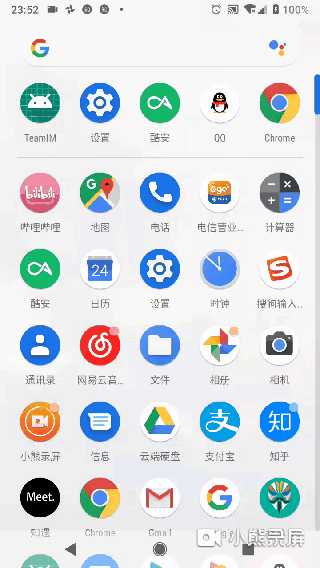 23:52 100%
TeamIM 设置 酷安 QQ Chrome
bilibili ego 24 Meet. 知
哔哩哔哩 地图 电话 电信营业... 计算器
酷安 日历 设置 时钟 搜狗输入...
通讯录 网易云音... 文件 相册 相机
小熊录屏 信息 云端硬盘 支付宝 知乎
知遇 Chrome Gmail
小熊录屏